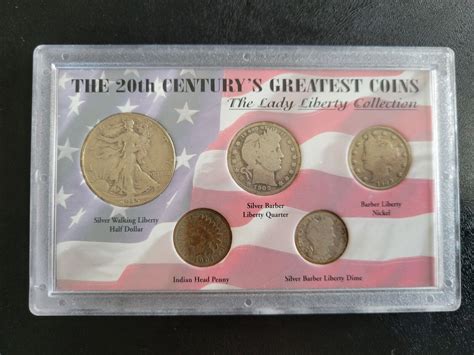 THE 20th CENTURY'S GREATEST COINS
The Lady Liberty Collection
Silver Walking Liberty
Half Dollar
Silver Barber
Liberty Quarter
Barber Liberty
Nickel
Indian Head Penny
Silver Barber Liberty Dime